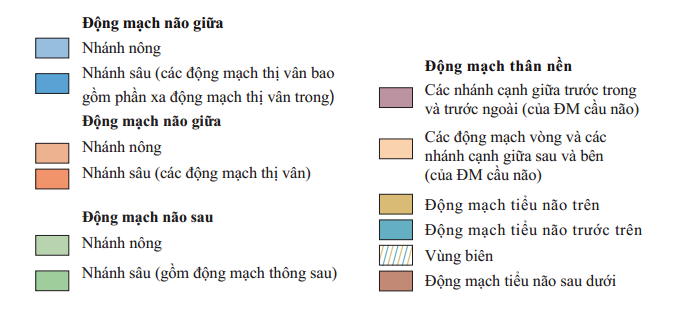 Động mạch não giữa
Nhánh nông
Nhánh sâu (các động mạch thị vân bao
gồm phần xa động mạch thị vân trong)
Động mạch não giữa
Nhánh nông
Nhánh sâu (các động mạch thị vân)
Động mạch não sau
Nhánh nông
Nhánh sâu (gồm động mạch thông sau)
Động mạch thân nền
Các nhánh cạnh giữa trước trong
và trước ngoài (của ĐM cầu não)
Các động mạch vòng và các
nhánh cạnh giữa sau và bên
(của ĐM cầu não)
Động mạch tiểu não trên
Động mạch tiểu não trước trên
Vùng biên
Động mạch tiểu não sau dưới